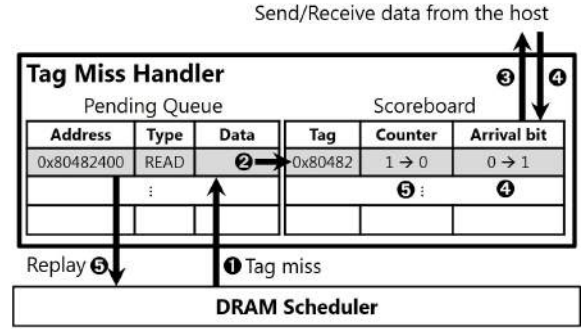 Send/Receive data from the host
Tag Miss Handler ❸ ❹
Pending Queue Scoreboard
Address Type Data Tag Counter Arrival bit
0x80482400 READ ❷ 0x80482 1 → 0 0 → 1
⋮ ❺ ⋮ ❹
Replay ❺ ❶ Tag miss
DRAM Scheduler